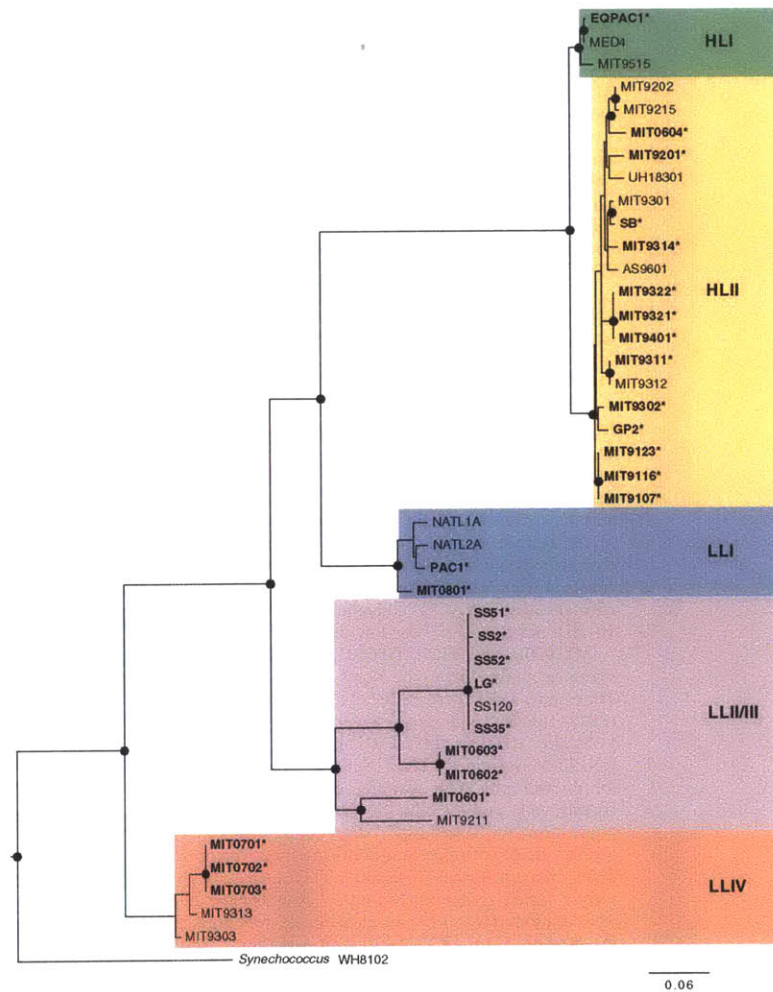 EQPAC1*
MED4
HLI
MIT9515
MIT9202
MIT9215
MIT0604*
MIT9201*
UH18301
MIT9301
SB*
MIT9314*
AS9601
HLII
MIT9322*
MIT9321*
MIT9401*
MIT9311*
MIT9312
MIT9302*
GP2*
MIT9123*
MIT9116*
MIT9107*
NATL1A
NATL2A
LLI
PAC1*
MIT0801*
SS51*
SS2*
SS52*
LG*
SS120
LLII/III
SS35*
MIT0603*
MIT0602*
MIT0601*
MIT9211
MIT0701*
MIT0702*
MIT0703*
LLIV
MIT9313
MIT9303
Synechococcus WH8102
0.06